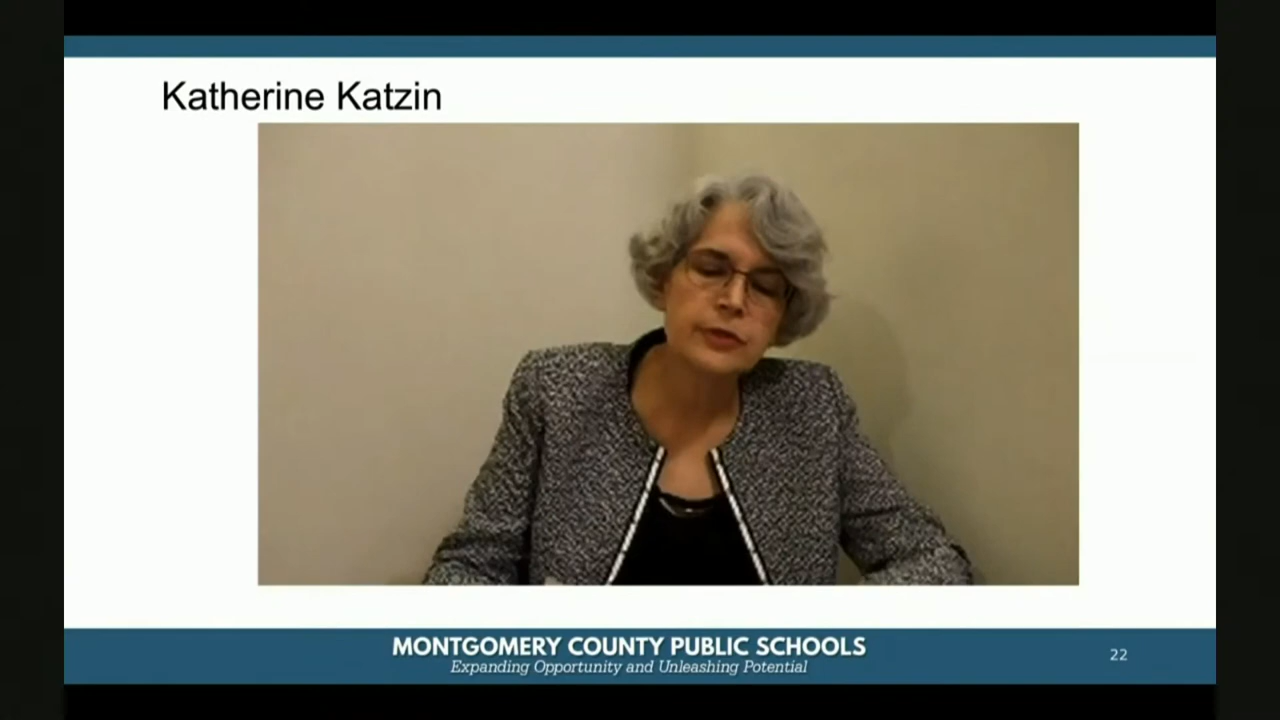 Katherine Katzin
MONTGOMERY COUNTY PUBLIC SCHOOLS
Expanding Opportunity and Unleashing Potential
22